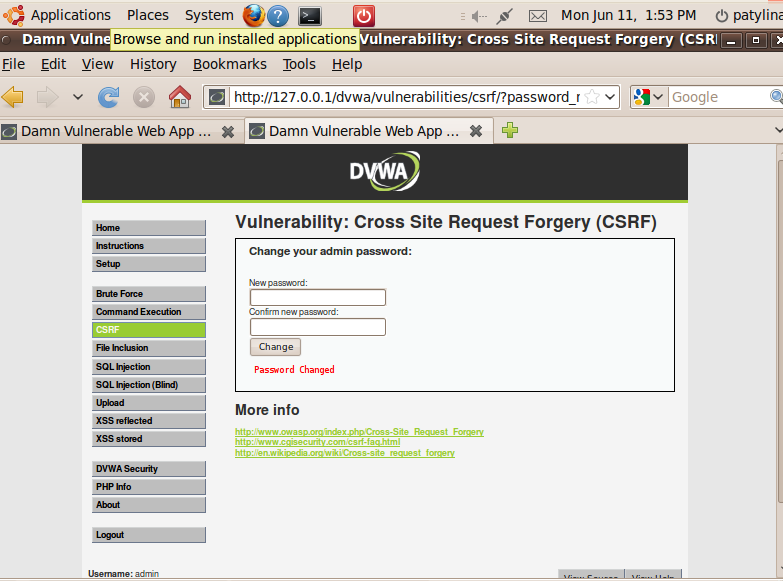 Applications Places System Mon Jun 11, 1:53 PM patylina
Damn Vulne Browse and run installed applications Vulnerability: Cross Site Request Forgery (CSRF
File Edit View History Bookmarks Tools Help
http://127.0.0.1/dvwa/vulnerabilities/csrf/?password_ Google
Damn Vulnerable Web App ... Damn Vulnerable Web App ...
DVWA
Vulnerability: Cross Site Request Forgery (CSRF)
Home
Instructions
Setup
Brute Force
Command Execution
CSRF
File Inclusion
SQL Injection
SQL Injection (Blind)
Upload
XSS reflected
XSS stored
DVWA Security
PHP Info
About
Logout
Change your admin password:
New password:
Confirm new password:
Change
Password Changed
More info
http://www.owasp.org/index.php/Cross-Site_Request_Forgery
http://www.cgisecurity.com/csrf-faq.html
http://en.wikipedia.org/wiki/Cross-site_request_forgery
Username: admin
View Source View Help